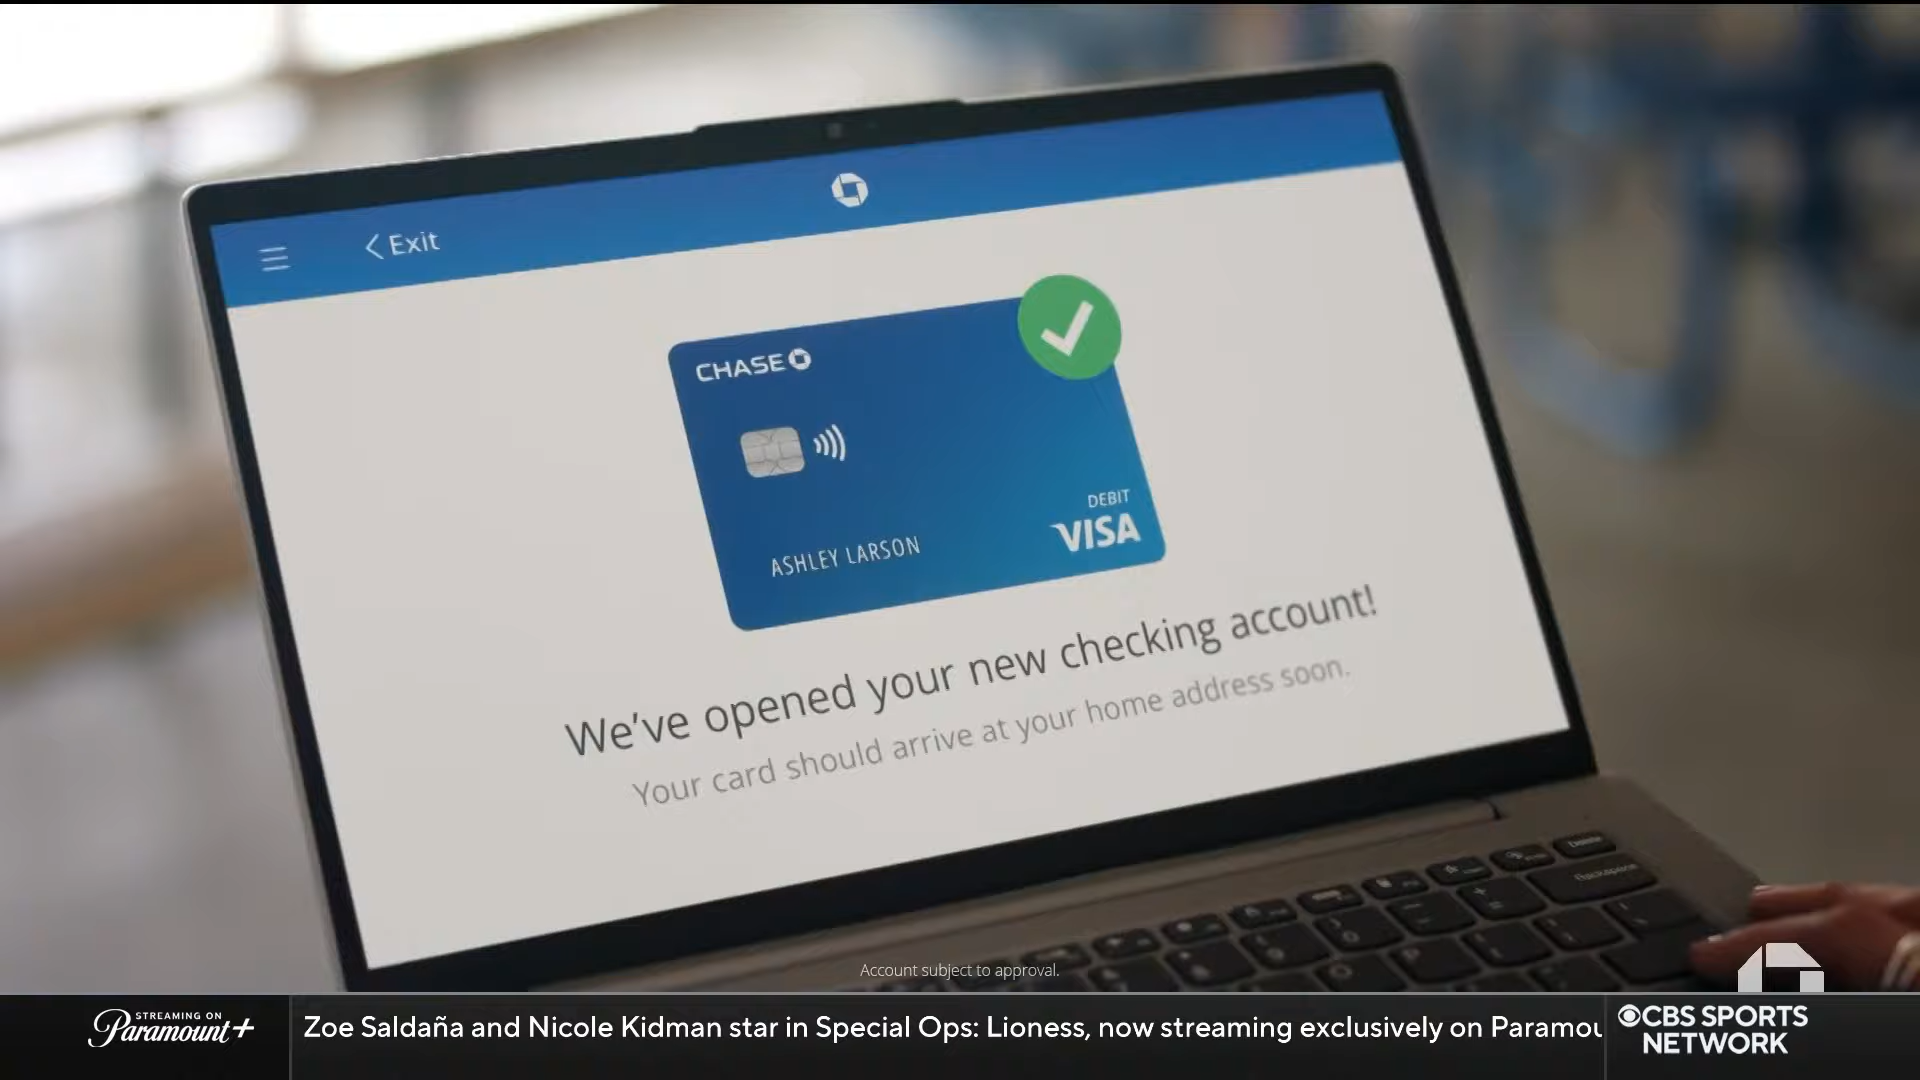 Exit
CHASE
DEBIT
VISA
ASHLEY LARSON
We've opened your new checking account!
Your card should arrive at your home address soon.
Delete
Backspace
Account subject to approval.
STREAMING ON
Paramount+
Zoe Saldaña and Nicole Kidman star in Special Ops: Lioness, now streaming exclusively on Paramou
CBS SPORTS
NETWORK